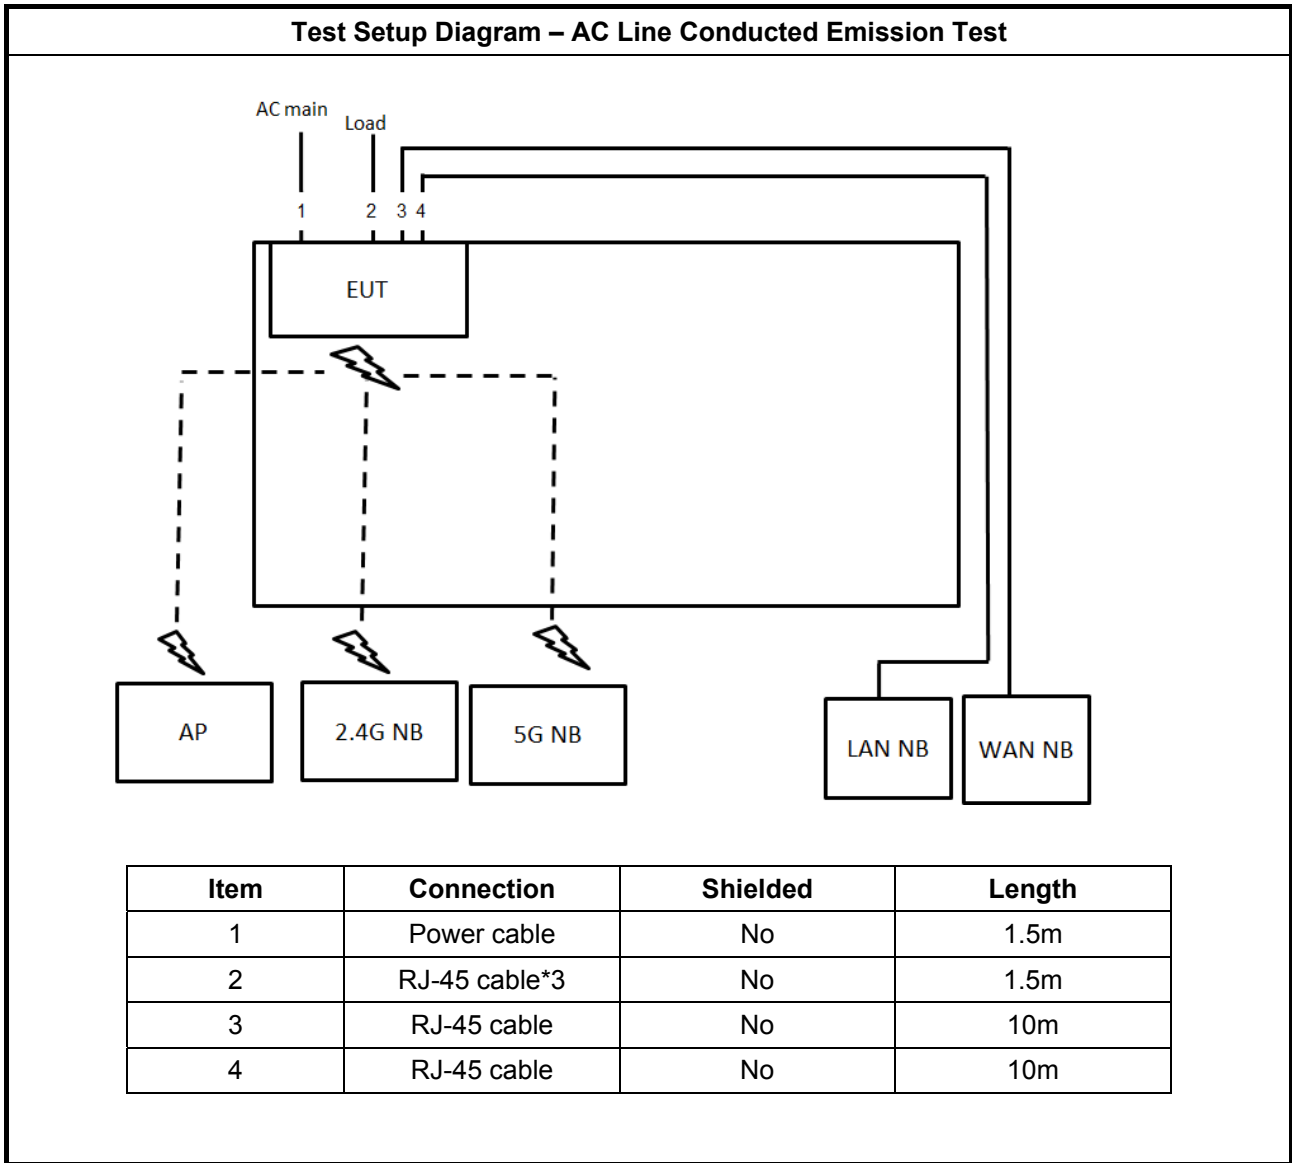 Test Setup Diagram – AC Line Conducted Emission Test
AC main
Load
1 2 3 4
EUT
AP
2.4G NB
5G NB
LAN NB
WAN NB
Item Connection Shielded Length
1 Power cable No 1.5m
2 RJ-45 cable*3 No 1.5m
3 RJ-45 cable No 10m
4 RJ-45 cable No 10m